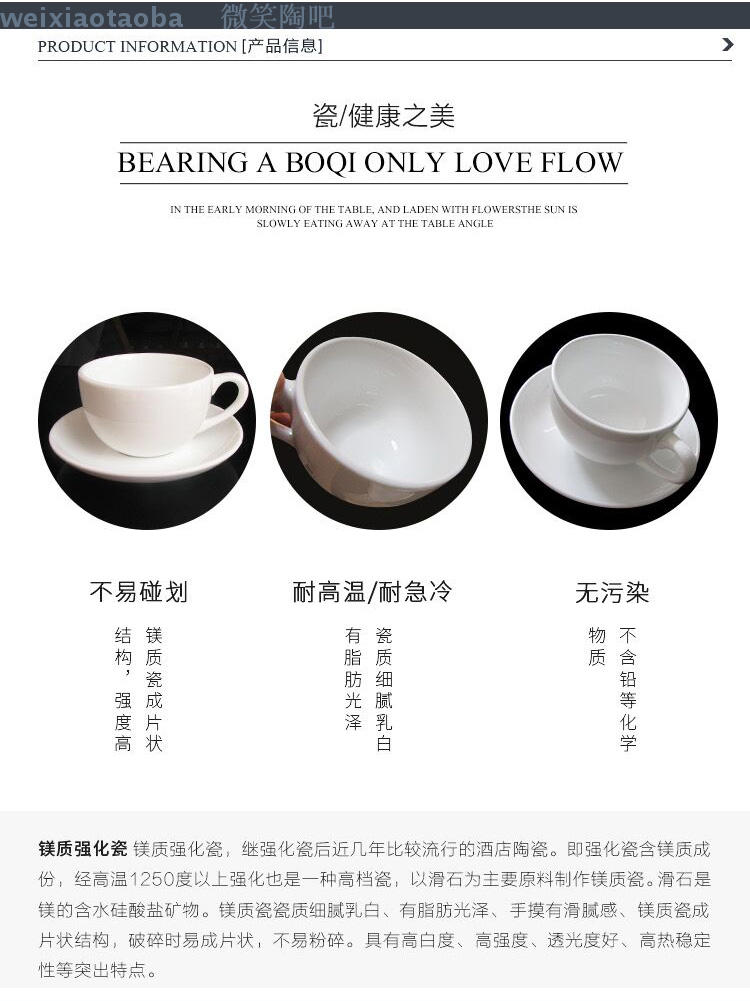 weixiaotaoba 微笑陶吧
PRODUCT INFORMATION [产品信息]
瓷/健康之美
BEARING A BOQI ONLY LOVE FLOW
IN THE EARLY MORNING OF THE TABLE, AND LADEN WITH FLOWERSTHE SUN IS
SLOWLY EATING AWAY AT THE TABLE ANGLE
不易碰划
镁质瓷成片状
结构，强度高
耐高温/耐急冷
瓷质细腻乳白
有脂肪光泽
无污染
不含铅等化学
物质
镁质强化瓷 镁质强化瓷，继强化瓷后近几年比较流行的酒店陶瓷。即强化瓷含镁质成
份，经高温1250度以上强化也是一种高档瓷，以滑石为主要原料制作镁质瓷。滑石是
镁的含水硅酸盐矿物。镁质瓷瓷质细腻乳白、有脂肪光泽、手摸有滑腻感、镁质瓷成
片状结构，破碎时易成片状，不易粉碎。具有高白度、高强度、透光度好、高热稳定
性等突出特点。